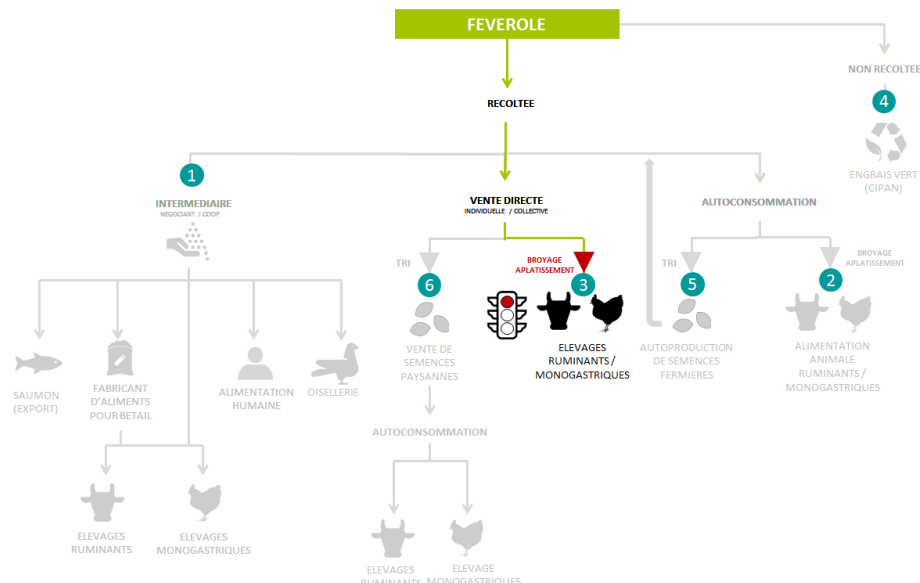 FEVEROLE
NON RECOLTEE
4
ENGRAIS VERT
(CIPAN)
RECOLTEE
1
INTERMEDIAIRE
NEGOCIANT / COOP
VENTE DIRECTE
INDIVIDUELLE / COLLECTIVE
AUTOCONSOMMATION
TRI
6
VENTE DE
SEMENCES
PAYSANNES
BROYAGE
APLATISSEMENT
3
ELEVAGES
RUMINANTS /
MONOGASTRIQUES
TRI
5
AUTOPRODUCTION
DE SEMENCES
FERMIERES
BROYAGE
APLATISSEMENT
2
ALIMENTATION
ANIMALE
RUMINANTS /
MONOGASTRIQUES
SAUMON
(EXPORT)
FABRICANT
D'ALIMENTS
POUR BETAIL
ALIMENTATION
HUMAINE
OISELLERIE
AUTOCONSOMMATION
ELEVAGES
RUMINANTS
ELEVAGES
MONOGASTRIQUES
ELEVAGES
RUMINANTS
ELEVAGE
MONOGASTRIQUES